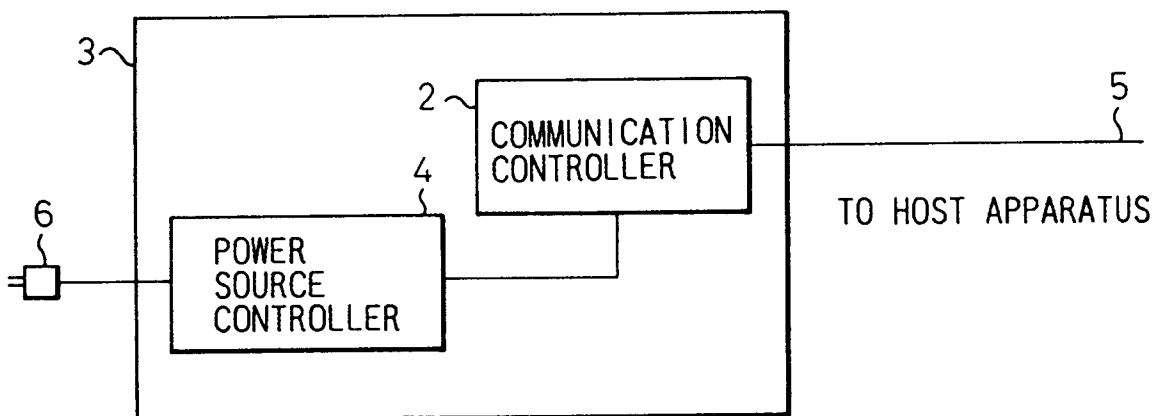 3
2
COMMUNICATION
CONTROLLER
5
TO HOST APPARATUS
4
6
POWER
SOURCE
CONTROLLER